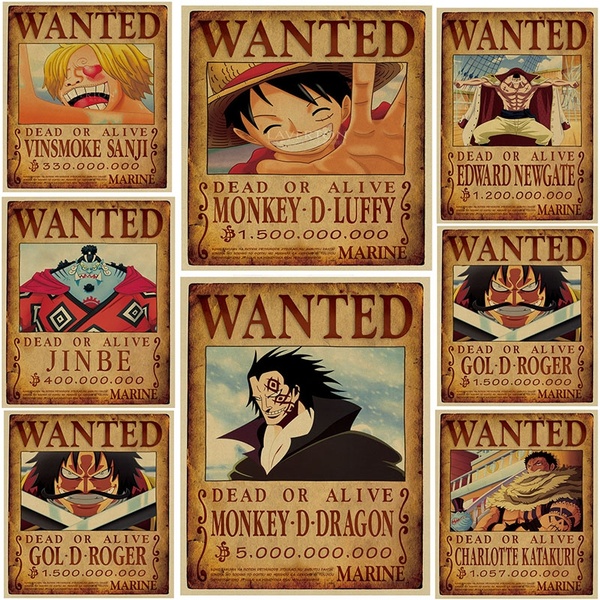 WANTED
DEAD OR ALIVE
VINSMOKE SANJI
฿330.000.000
MARINE
WANTED
DEAD OR ALIVE
MONKEY·D·LUFFY
฿1.500.000.000
MARINE
WANTED
DEAD OR ALIVE
EDWARD NEWGATE
฿1.200.000.000
MARINE
WANTED
DEAD OR ALIVE
JINBE
฿400.000.000
MARINE
WANTED
DEAD OR ALIVE
MONKEY·D·DRAGON
฿5.000.000.000
MARINE
WANTED
DEAD OR ALIVE
GOL·D·ROGER
฿1.500.000.000
MARINE
WANTED
DEAD OR ALIVE
GOL·D·ROGER
฿1.500.000.000
MARINE
WANTED
DEAD OR ALIVE
CHARLOTTE KATAKURI
฿1.057.000.000
MARINE